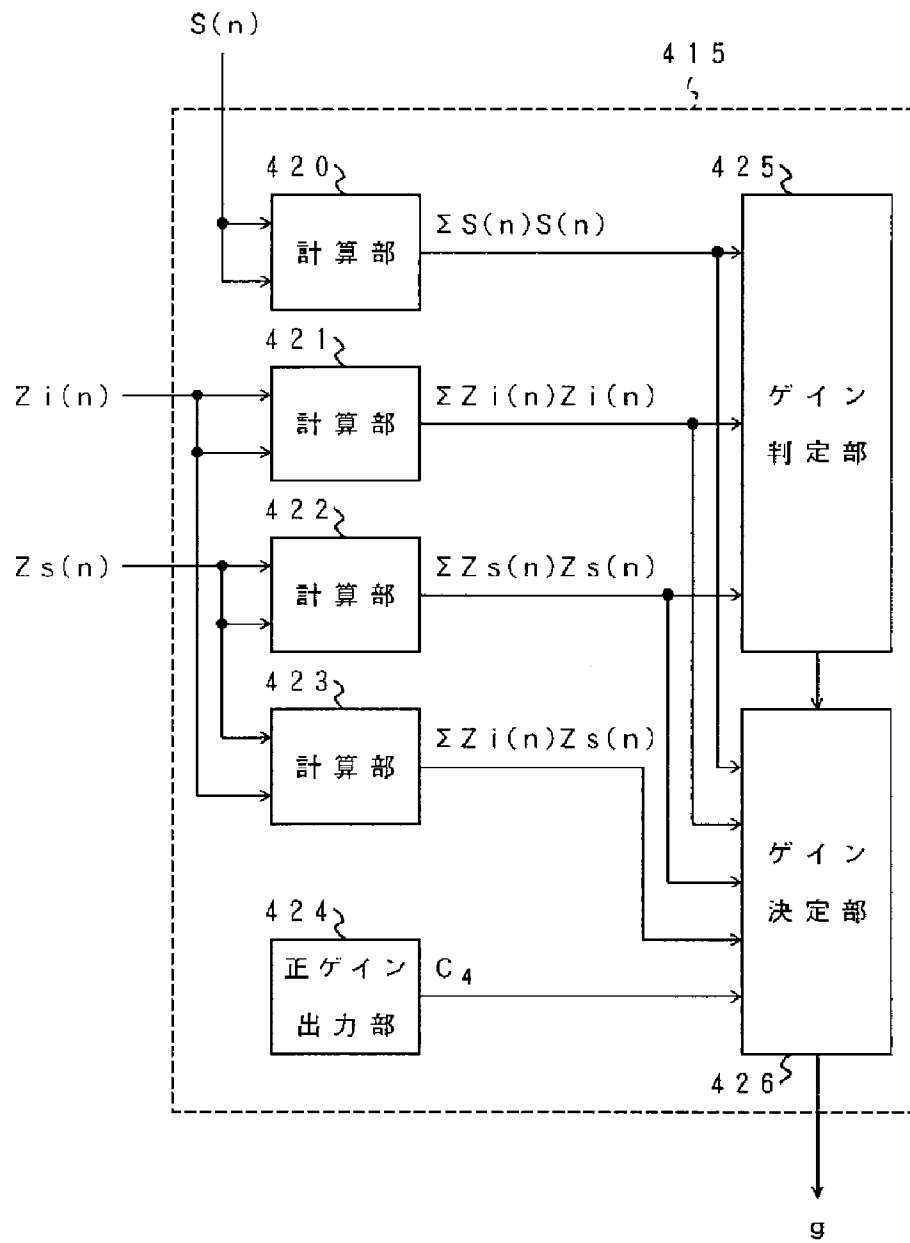 S(n)
415
420
425
計算部
ΣS(n)S(n)
421
Zi(n)
計算部
ΣZi(n)Zi(n)
ゲイン
判定部
422
Zs(n)
計算部
ΣZs(n)Zs(n)
423
計算部
ΣZi(n)Zs(n)
ゲイン
決定部
424
正ゲイン
出力部
C₄
426
g